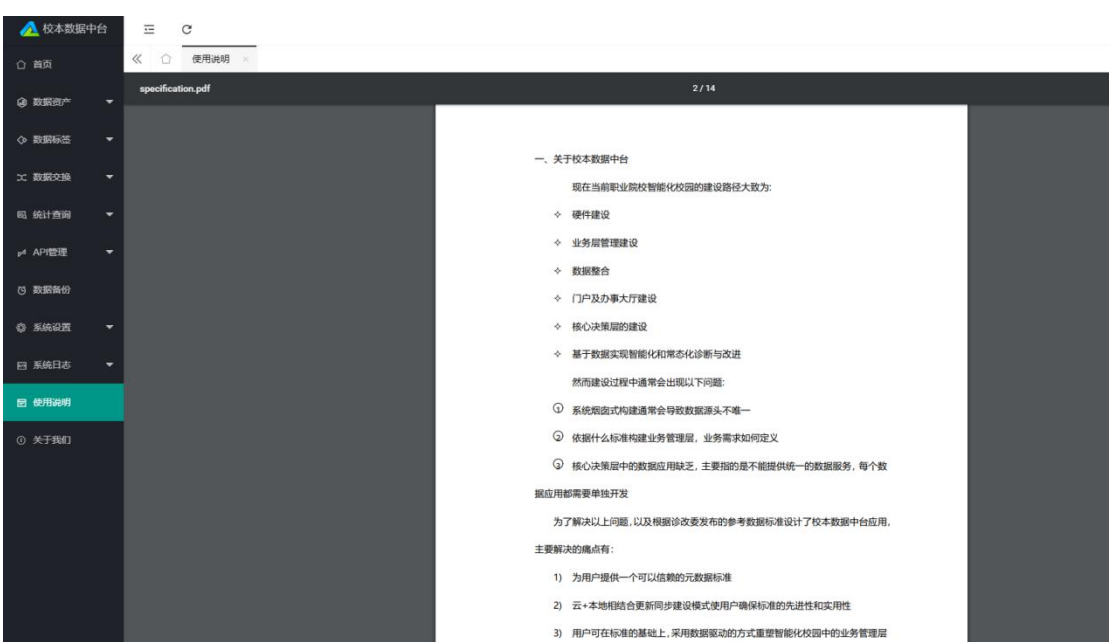 校本数据中台
首页
使用说明
首页
数据资产
specification.pdf
2 / 14
数据标签
数据交换
统计查询
API管理
数据备份
系统设置
系统日志
使用说明
关于我们
一、关于校本数据中台
现在当前职业院校智能化校园的建设路径大致为:
✧ 硬件建设
✧ 业务层管理建设
✧ 数据整合
✧ 门户及办事大厅建设
✧ 核心决策层的建设
✧ 基于数据实现智能化和常态化诊断与改进
然而建设过程中通常会出现以下问题:
① 系统烟囱式构建通常会导致数据源头不唯一
② 依据什么标准构建业务管理层，业务需求如何定义
③ 核心决策层中的数据应用缺乏，主要指的是不能提供统一的数据服务，每个数
据应用都需要单独开发
为了解决以上问题，以及根据诊改委发布的参考数据标准设计了校本数据中台应用，
主要解决的痛点有：
1) 为用户提供一个可以信赖的元数据标准
2) 云+本地相结合更新同步建设模式使用户确保标准的先进性和实用性
3) 用户可在标准的基础上，采用数据驱动的方式重塑智能化校园中的业务管理层